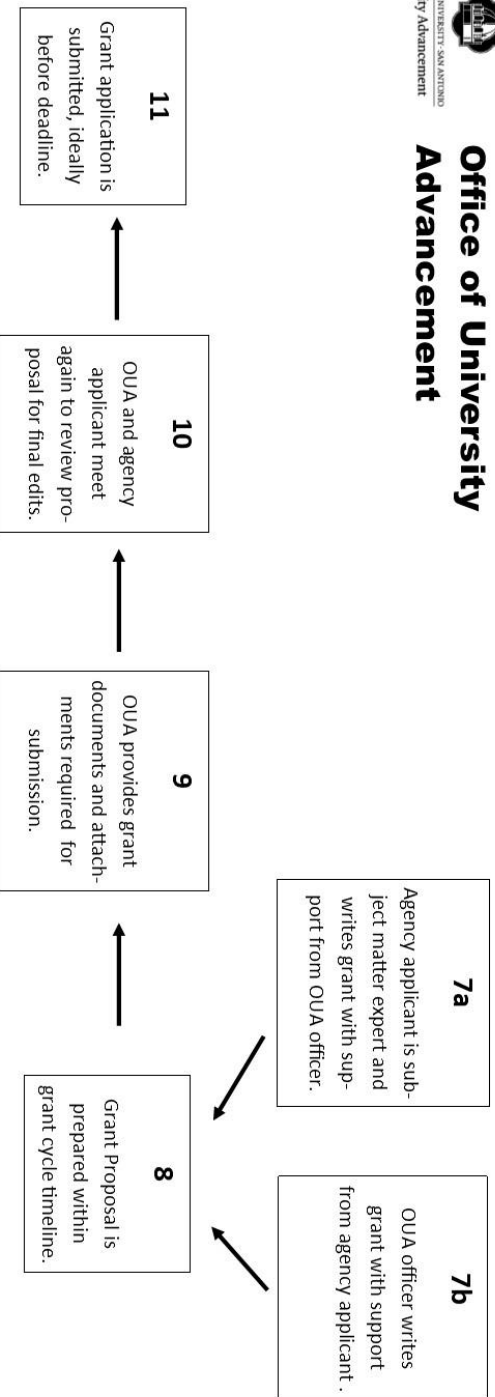 NIVERSITY-SAN ANTONIO
ty Advancement
Office of University
Advancement
7a
Agency applicant is sub-
ject matter expert and
writes grant with sup-
port from OUA officer.
7b
OUA officer writes
grant with support
from agency applicant .
8
Grant Proposal is
prepared within
grant cycle timeline.
9
OUA provides grant
documents and attach-
ments required for
submission.
10
OUA and agency
applicant meet
again to review pro-
posal for final edits.
11
Grant application is
submitted, ideally
before deadline.